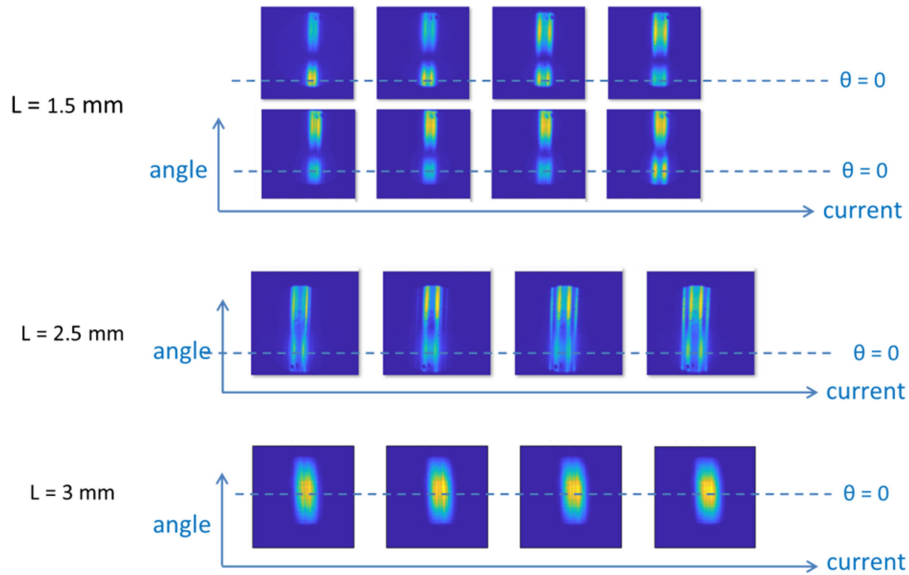 θ = 0
L = 1.5 mm
angle
θ = 0
current
L = 2.5 mm
angle
θ = 0
current
L = 3 mm
θ = 0
angle
current